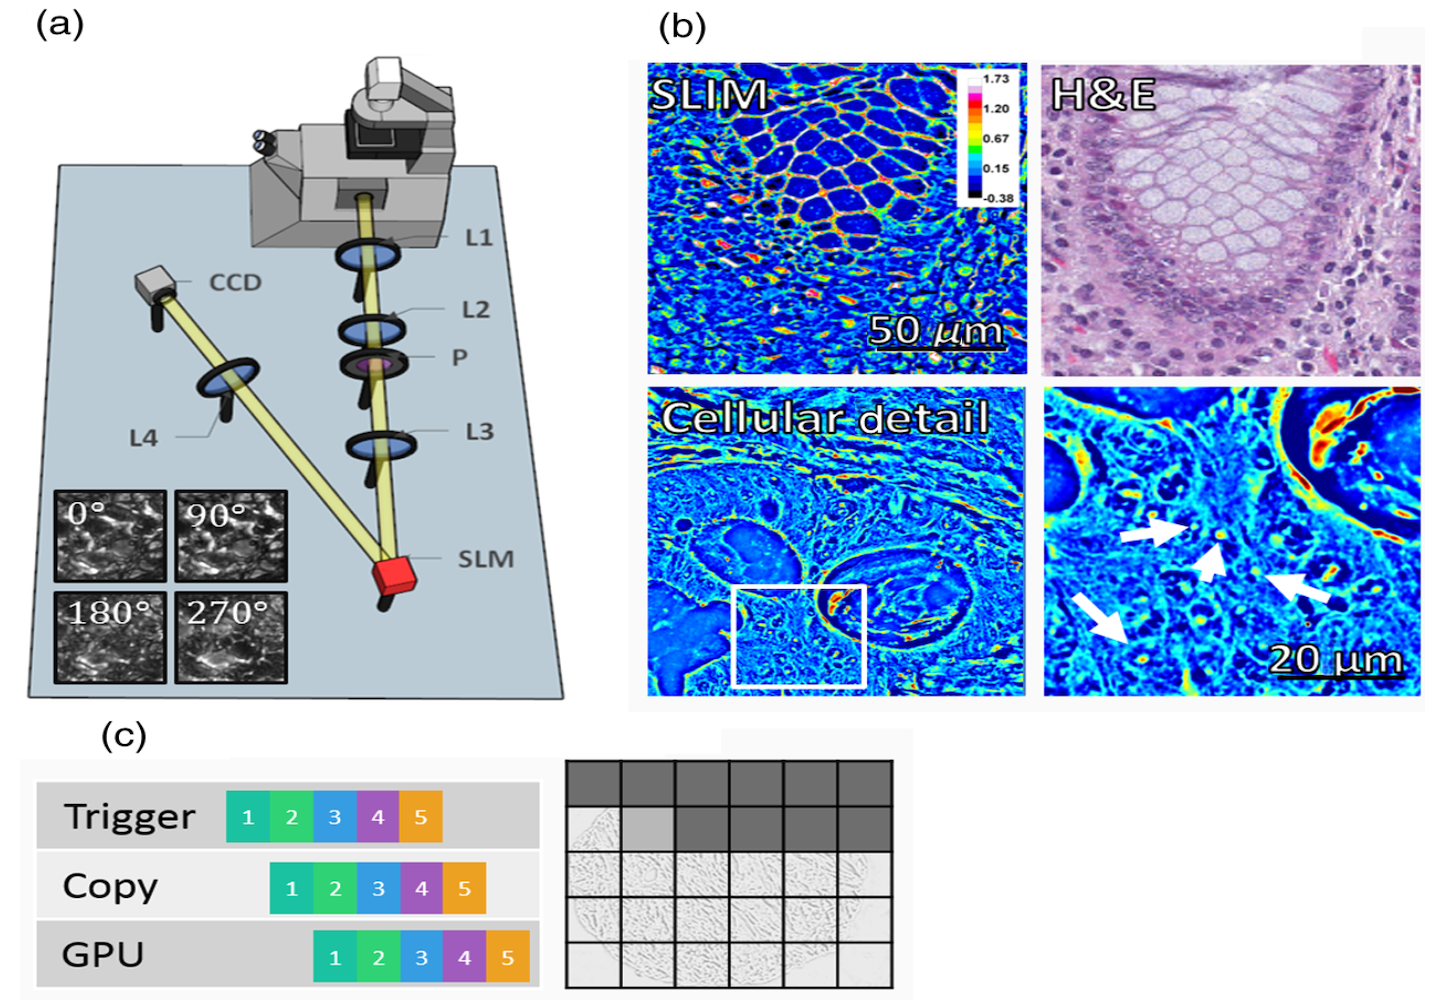 (a)
L1
CCD
L2
P
L3
L4
SLM
0°
90°
180°
270°
(b)
SLIM
1.73
1.20
0.67
0.15
-0.38
50 μm
H&E
Cellular detail
20 μm
(c)
Trigger 1 2 3 4 5
Copy 1 2 3 4 5
GPU 1 2 3 4 5